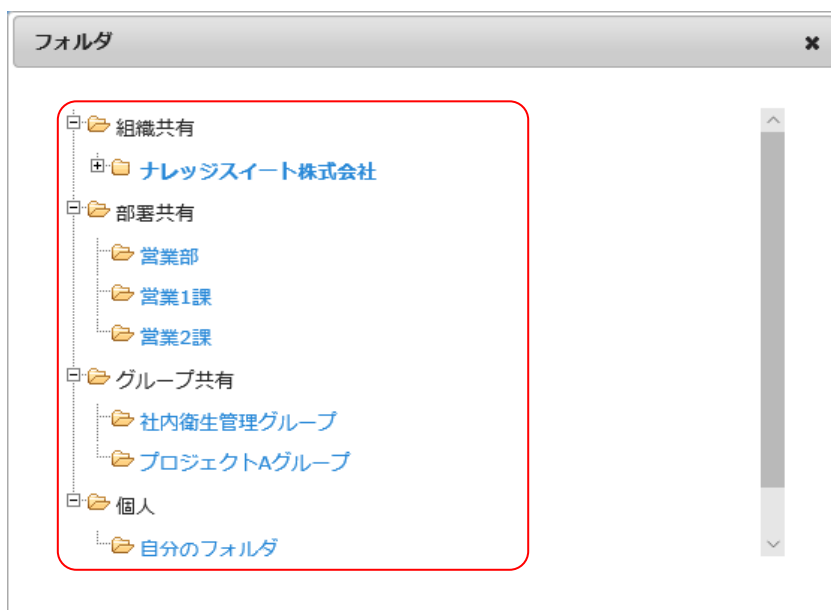 フォルダ
組織共有
ナレッジスイート株式会社
部署共有
営業部
営業1課
営業2課
グループ共有
社内衛生管理グループ
プロジェクトAグループ
個人
自分のフォルダ